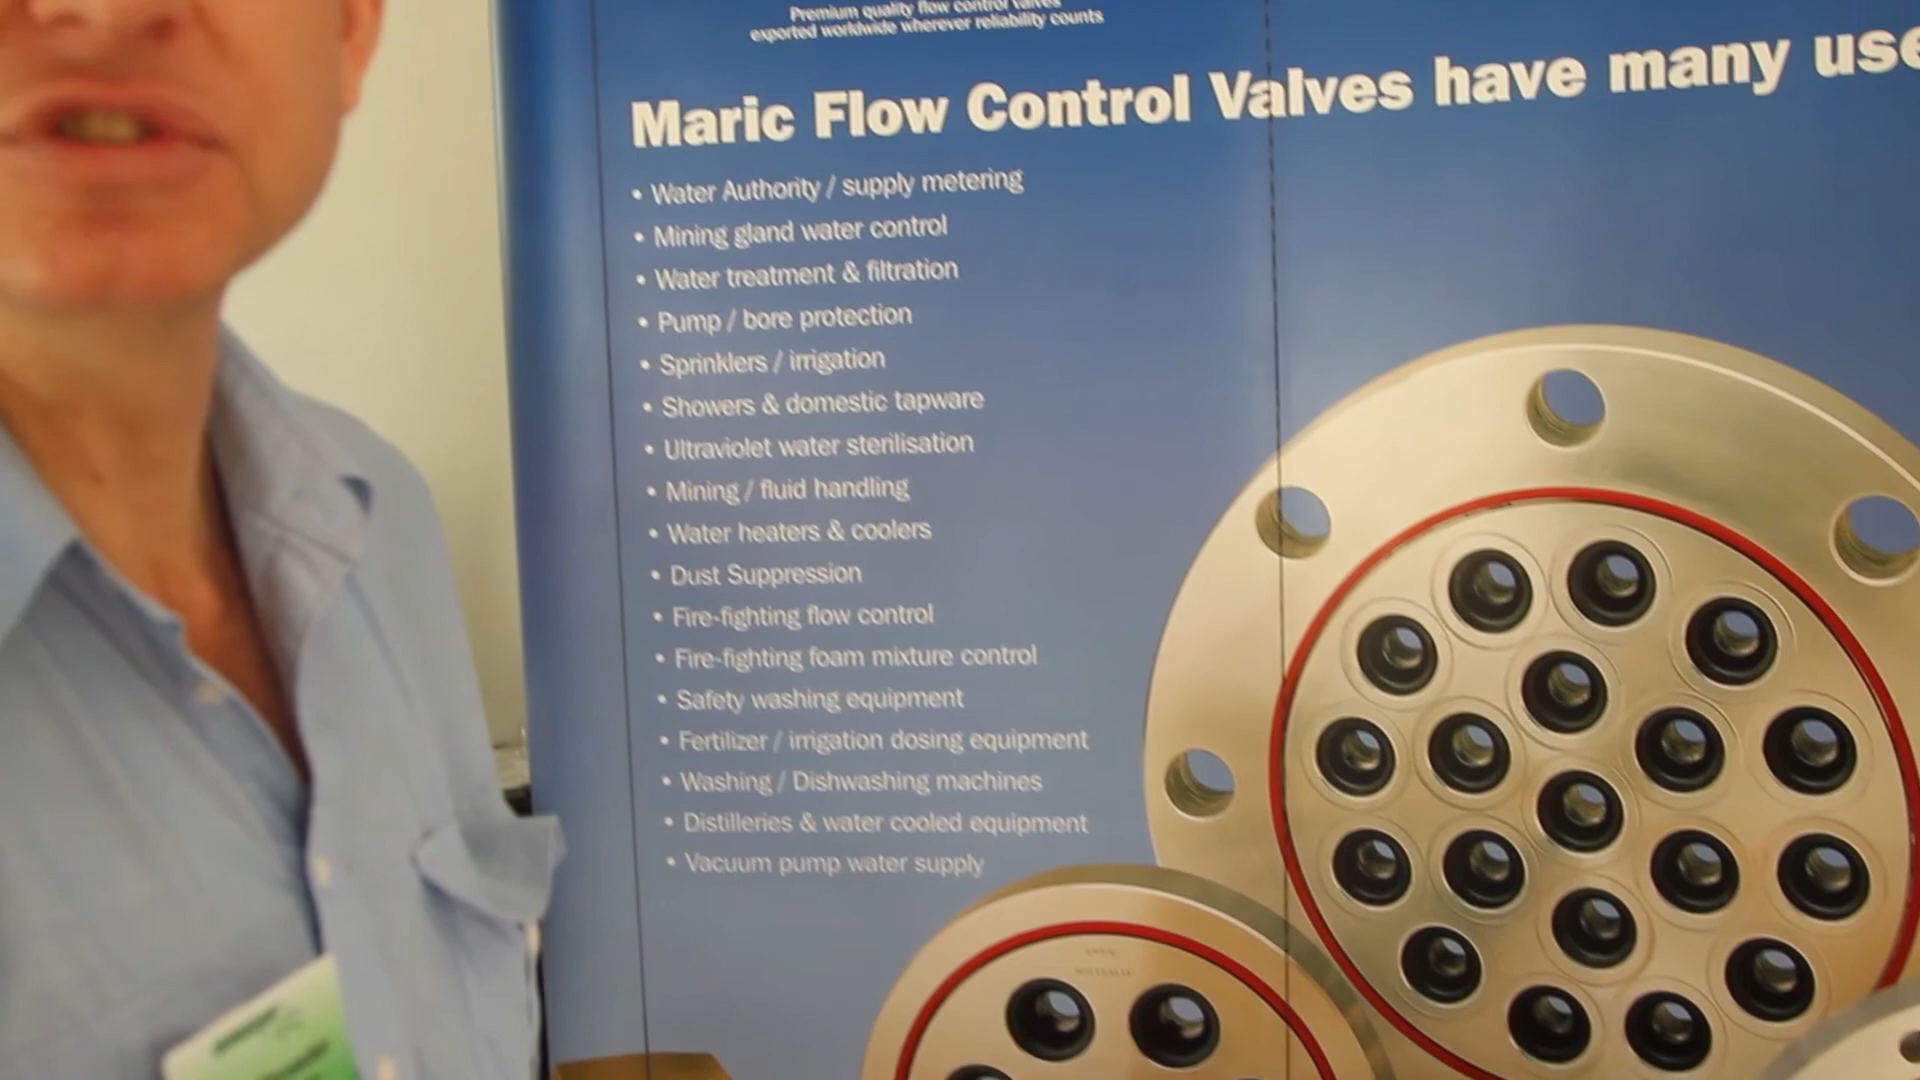 Premium quality flow control valves
exported worldwide wherever reliability counts
Maric Flow Control Valves have many use
• Water Authority / supply metering
• Mining gland water control
• Water treatment & filtration
• Pump / bore protection
• Sprinklers / irrigation
• Showers & domestic tapware
• Ultraviolet water sterilisation
• Mining / fluid handling
• Water heaters & coolers
• Dust Suppression
• Fire-fighting flow control
• Fire-fighting foam mixture control
• Safety washing equipment
• Fertilizer / irrigation dosing equipment
• Washing / Dishwashing machines
• Distilleries & water cooled equipment
• Vacuum pump water supply